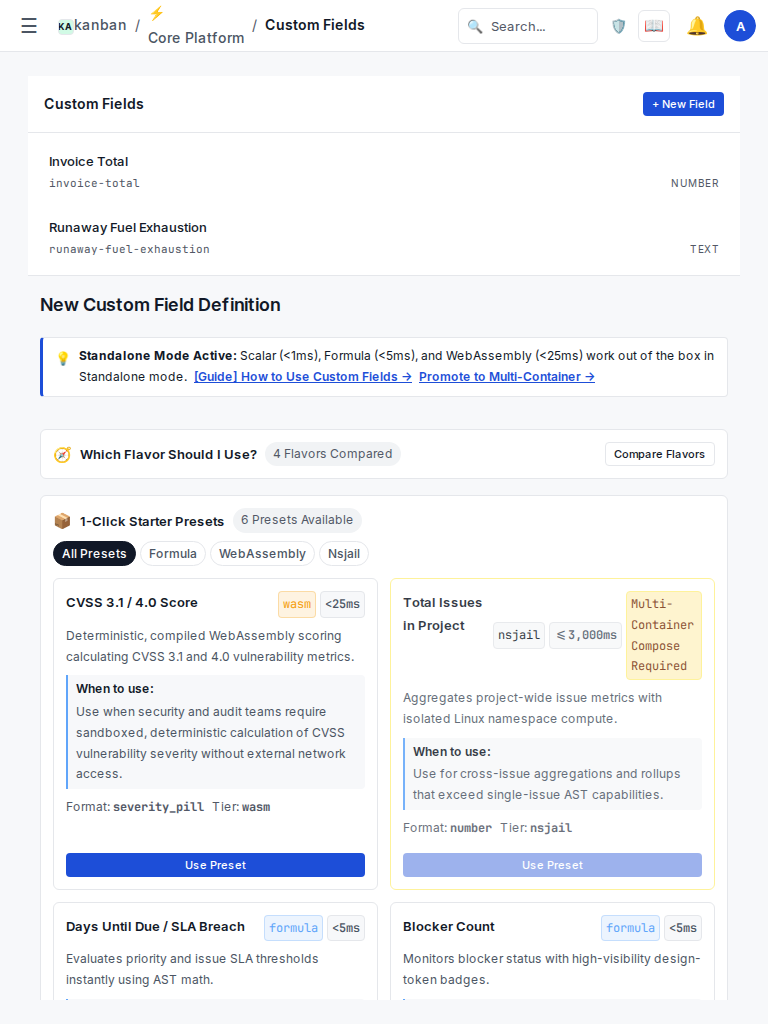 ☰ KA kanban / ⚡ Core Platform / Custom Fields 🔍 Search... 🛡️ 📖 🔔 A
Custom Fields + New Field
Invoice Total
invoice-total NUMBER
Runaway Fuel Exhaustion
runaway-fuel-exhaustion TEXT
New Custom Field Definition
💡 Standalone Mode Active: Scalar (<1ms), Formula (<5ms), and WebAssembly (<25ms) work out of the box in
Standalone mode. [Guide] How to Use Custom Fields → Promote to Multi-Container →
🧭 Which Flavor Should I Use? 4 Flavors Compared Compare Flavors
📦 1-Click Starter Presets 6 Presets Available
All Presets Formula WebAssembly Nsjail
CVSS 3.1 / 4.0 Score wasm <25ms
Deterministic, compiled WebAssembly scoring
calculating CVSS 3.1 and 4.0 vulnerability metrics.
When to use:
Use when security and audit teams require
sandboxed, deterministic calculation of CVSS
vulnerability severity without external network
access.
Format: severity_pill Tier: wasm
Use Preset
Total Issues
in Project nsjail ≤3,000ms
Multi-
Container
Compose
Required
Aggregates project-wide issue metrics with
isolated Linux namespace compute.
When to use:
Use for cross-issue aggregations and rollups
that exceed single-issue AST capabilities.
Format: number Tier: nsjail
Use Preset
Days Until Due / SLA Breach formula <5ms
Evaluates priority and issue SLA thresholds
instantly using AST math.
Blocker Count formula <5ms
Monitors blocker status with high-visibility design-
token badges.